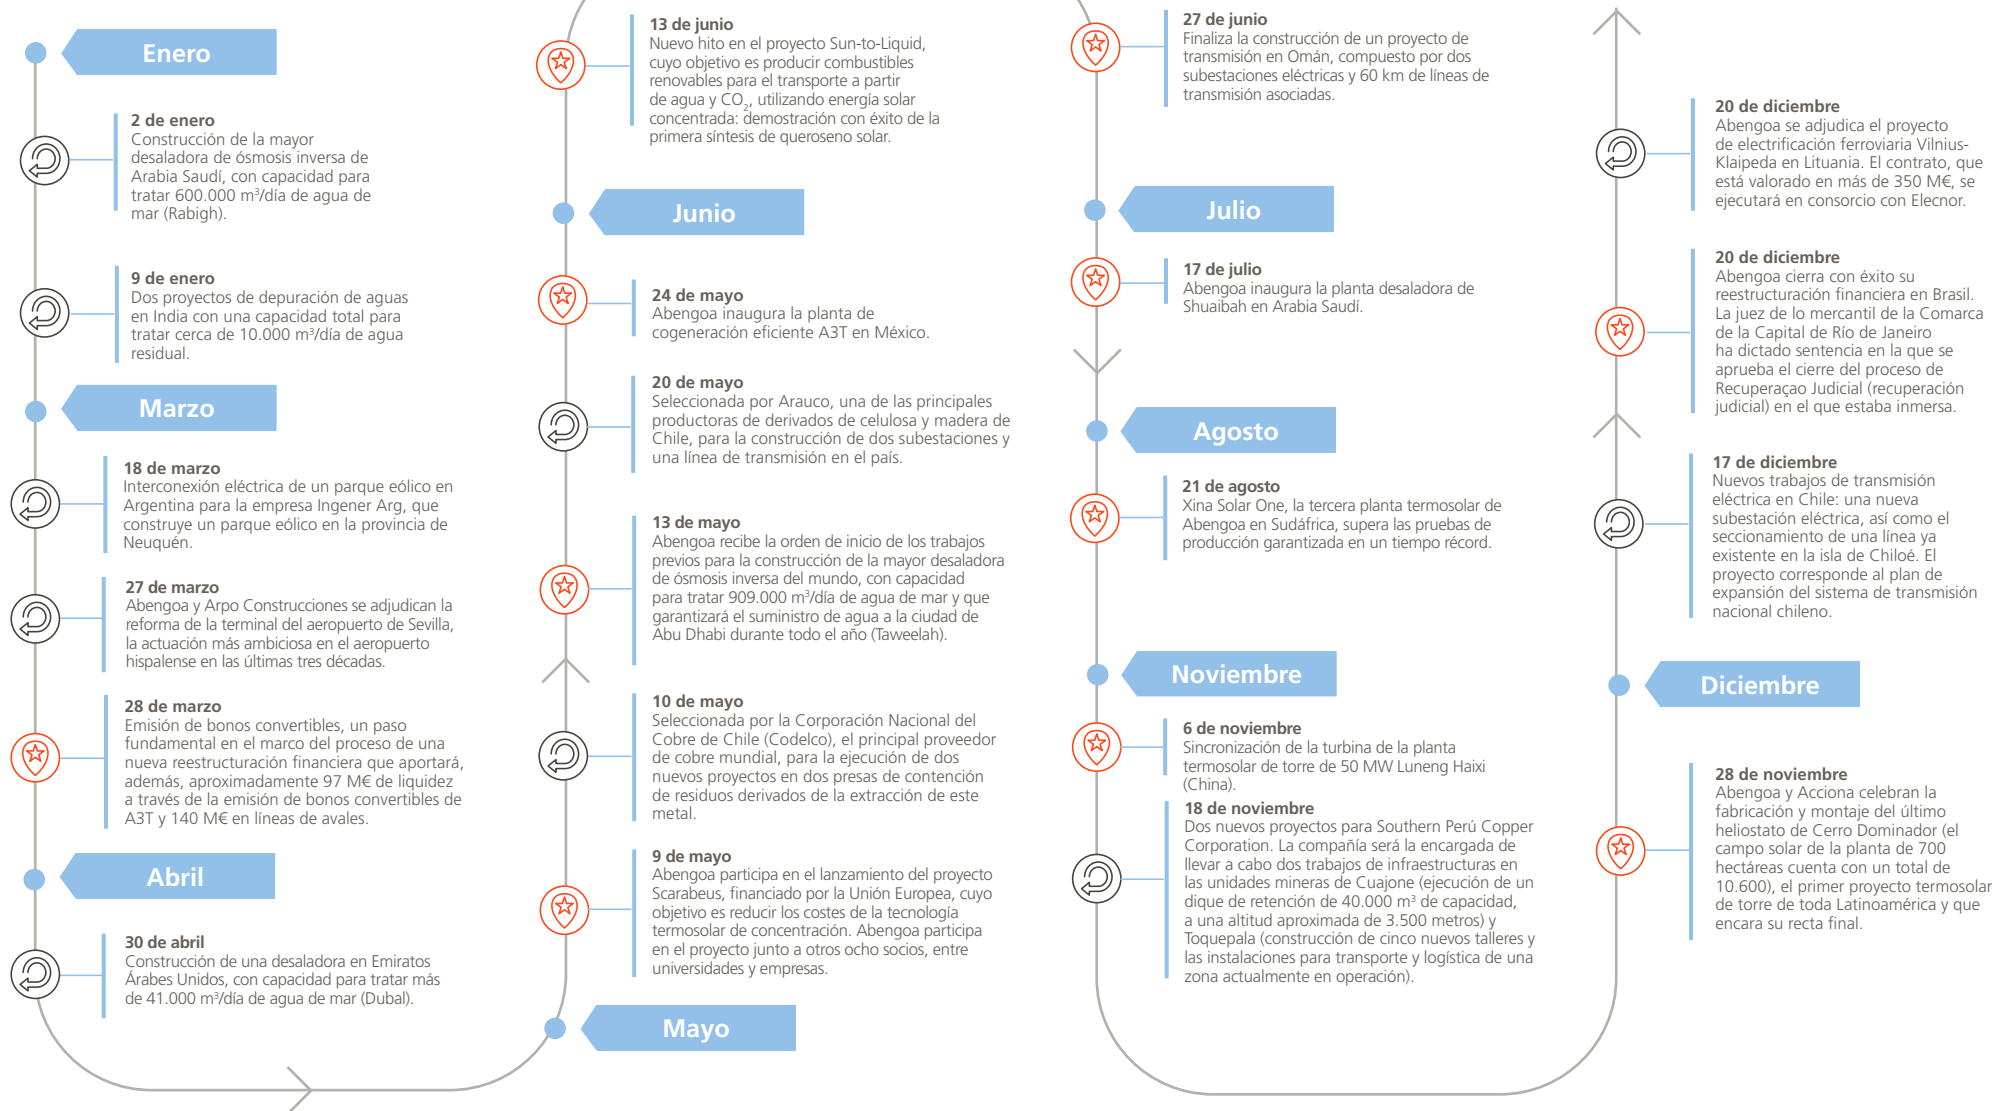 Enero
2 de enero
Construcción de la mayor
desaladora de ósmosis inversa de
Arabia Saudí, con capacidad para
tratar 600.000 m³/día de agua de
mar (Rabigh).
9 de enero
Dos proyectos de depuración de aguas
en India con una capacidad total para
tratar cerca de 10.000 m³/día de agua
residual.
Marzo
18 de marzo
Interconexión eléctrica de un parque eólico en
Argentina para la empresa Ingener Arg, que
construye un parque eólico en la provincia de
Neuquén.
27 de marzo
Abengoa y Arpo Construcciones se adjudican la
reforma de la terminal del aeropuerto de Sevilla,
la actuación más ambiciosa en el aeropuerto
hispalense en las últimas tres décadas.
28 de marzo
Emisión de bonos convertibles, un paso
fundamental en el marco del proceso de una
nueva reestructuración financiera que aportará,
además, aproximadamente 97 M€ de liquidez
a través de la emisión de bonos convertibles de
A3T y 140 M€ en líneas de avales.
Abril
30 de abril
Construcción de una desaladora en Emiratos
Árabes Unidos, con capacidad para tratar más
de 41.000 m³/día de agua de mar (Dubal).
13 de junio
Nuevo hito en el proyecto Sun-to-Liquid,
cuyo objetivo es producir combustibles
renovables para el transporte a partir
de agua y CO₂, utilizando energía solar
concentrada: demostración con éxito de la
primera síntesis de queroseno solar.
Junio
24 de mayo
Abengoa inaugura la planta de
cogeneración eficiente A3T en México.
20 de mayo
Seleccionada por Arauco, una de las principales
productoras de derivados de celulosa y madera de
Chile, para la construcción de dos subestaciones y
una línea de transmisión en el país.
13 de mayo
Abengoa recibe la orden de inicio de los trabajos
previos para la construcción de la mayor desaladora
de ósmosis inversa del mundo, con capacidad
para tratar 909.000 m³/día de agua de mar y que
garantizará el suministro de agua a la ciudad de
Abu Dhabi durante todo el año (Taweelah).
10 de mayo
Seleccionada por la Corporación Nacional del
Cobre de Chile (Codelco), el principal proveedor
de cobre mundial, para la ejecución de dos
nuevos proyectos en dos presas de contención
de residuos derivados de la extracción de este
metal.
9 de mayo
Abengoa participa en el lanzamiento del proyecto
Scarabeus, financiado por la Unión Europea, cuyo
objetivo es reducir los costes de la tecnología
termosolar de concentración. Abengoa participa
en el proyecto junto a otros ocho socios, entre
universidades y empresas.
Mayo
27 de junio
Finaliza la construcción de un proyecto de
transmisión en Omán, compuesto por dos
subestaciones eléctricas y 60 km de líneas de
transmisión asociadas.
Julio
17 de julio
Abengoa inaugura la planta desaladora de
Shuaibah en Arabia Saudí.
Agosto
21 de agosto
Xina Solar One, la tercera planta termosolar de
Abengoa en Sudáfrica, supera las pruebas de
producción garantizada en un tiempo récord.
Noviembre
6 de noviembre
Sincronización de la turbina de la planta
termosolar de torre de 50 MW Luneng Haixi
(China).
18 de noviembre
Dos nuevos proyectos para Southern Perú Copper
Corporation. La compañía será la encargada de
llevar a cabo dos trabajos de infraestructuras en
las unidades mineras de Cuajone (ejecución de un
dique de retención de 40.000 m³ de capacidad,
a una altitud aproximada de 3.500 metros) y
Toquepala (construcción de cinco nuevos talleres y
las instalaciones para transporte y logística de una
zona actualmente en operación).
20 de diciembre
Abengoa se adjudica el proyecto
de electrificación ferroviaria Vilnius-
Klaipeda en Lituania. El contrato, que
está valorado en más de 350 M€, se
ejecutará en consorcio con Elecnor.
20 de diciembre
Abengoa cierra con éxito su
reestructuración financiera en Brasil.
La juez de lo mercantil de la Comarca
de la Capital de Río de Janeiro
ha dictado sentencia en la que se
aprueba el cierre del proceso de
Recuperaçao Judicial (recuperación
judicial) en el que estaba inmersa.
17 de diciembre
Nuevos trabajos de transmisión
eléctrica en Chile: una nueva
subestación eléctrica, así como el
seccionamiento de una línea ya
existente en la isla de Chiloé. El
proyecto corresponde al plan de
expansión del sistema de transmisión
nacional chileno.
Diciembre
28 de noviembre
Abengoa y Acciona celebran la
fabricación y montaje del último
heliostato de Cerro Dominador (el
campo solar de la planta de 700
hectáreas cuenta con un total de
10.600), el primer proyecto termosolar
de torre de toda Latinoamérica y que
encara su recta final.